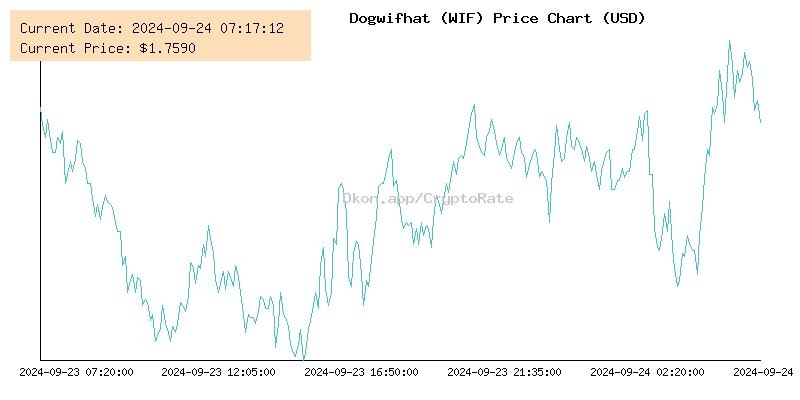 Dogwifhat (WIF) Price Chart (USD)
Current Date: 2024-09-24 07:17:12
Current Price: $1.7590
Dkon.app/CryptoRate
2024-09-23 07:20:00 2024-09-23 12:05:00 2024-09-23 16:50:00 2024-09-23 21:35:00 2024-09-24 02:20:00 2024-09-24